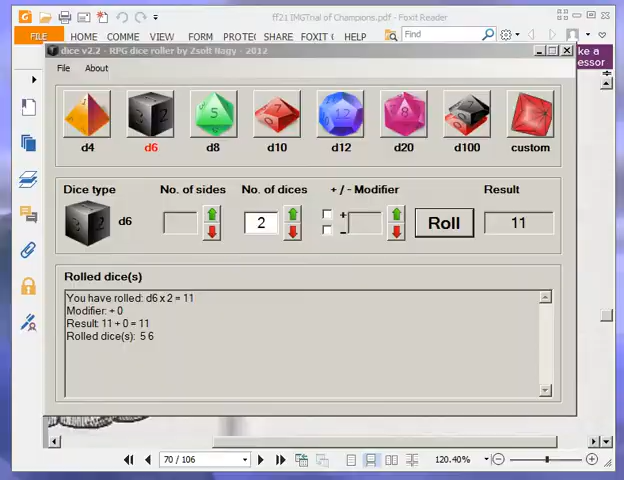 ff21 IMGTrial of Champions.pdf - Foxit Reader
FILE HOME COMME VIEW FORM PROTEC SHARE FOXIT C HELP Find
dice v2.2 - RPG dice roller by Zsolt Nagy - 2012
ke a
essor
File About
d4 d6 d8 d10 d12 d20 d100 custom
Dice type No. of sides No. of dices + / - Modifier Result
d6 2 + - Roll 11
Rolled dice(s)
You have rolled: d6 x 2 = 11
Modifier: + 0
Result: 11 + 0 = 11
Rolled dice(s): 5 6
70 / 106 120.40%